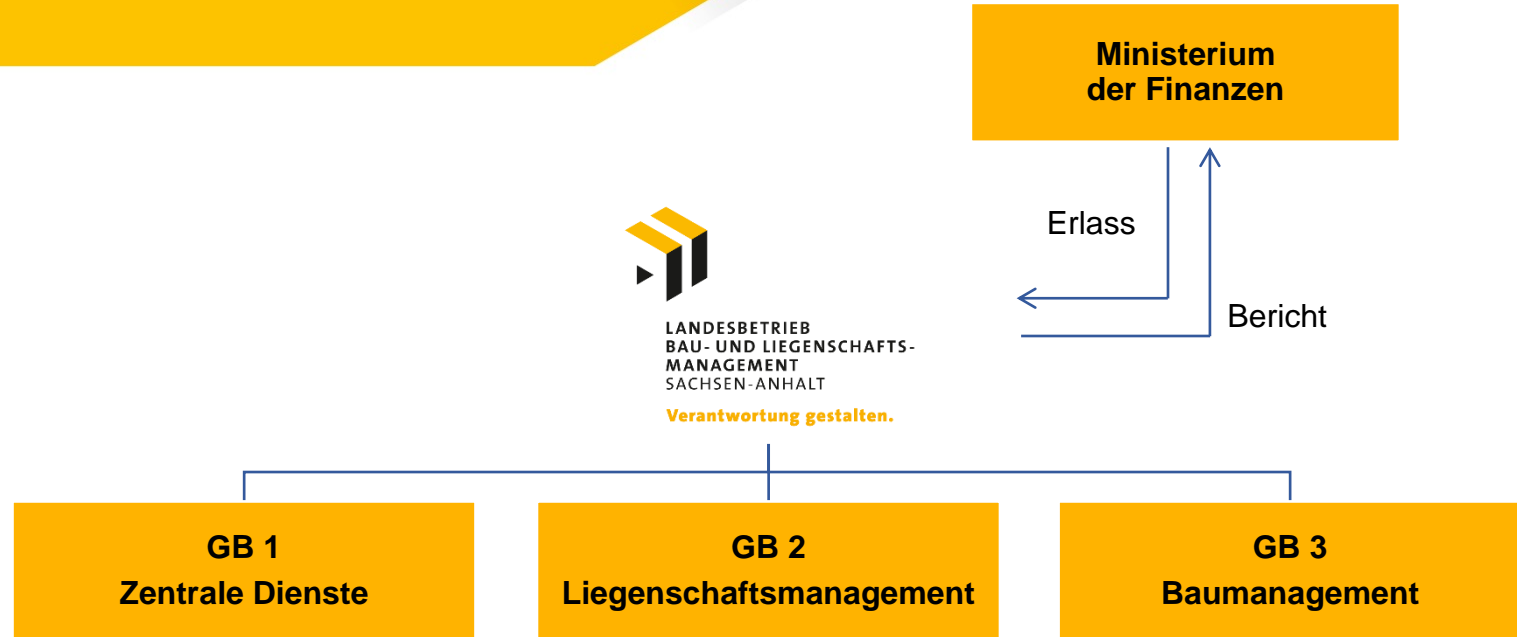 Ministerium
der Finanzen
Erlass
Bericht
LANDESBETRIEB
BAU- UND LIEGENSCHAFTS-
MANAGEMENT
SACHSEN-ANHALT
Verantwortung gestalten.
GB 1
Zentrale Dienste
GB 2
Liegenschaftsmanagement
GB 3
Baumanagement